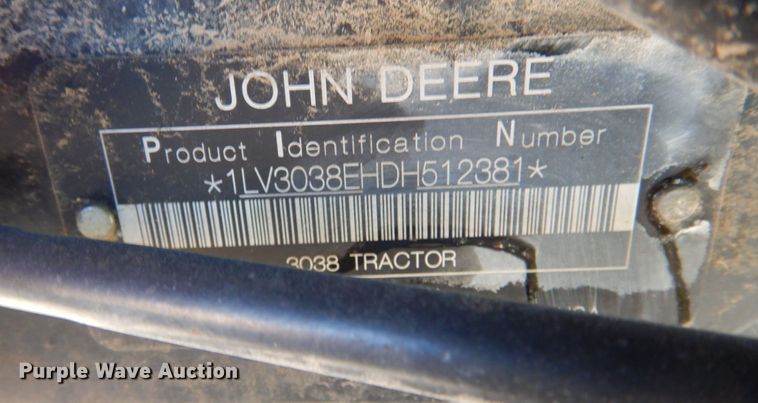 JOHN DEERE
Product Identification Number
*1LV3038EHDH512381*
3038 TRACTOR
Purple Wave Auction